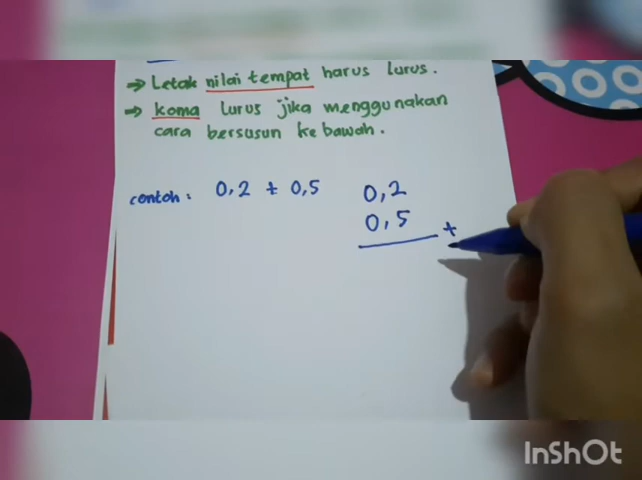 ⇒ Letak nilai tempat harus lurus.
⇒ Koma lurus jika menggunakan
cara bersusun ke bawah.
contoh: 0,2 + 0,5
0,2
0,5
+
InShOt